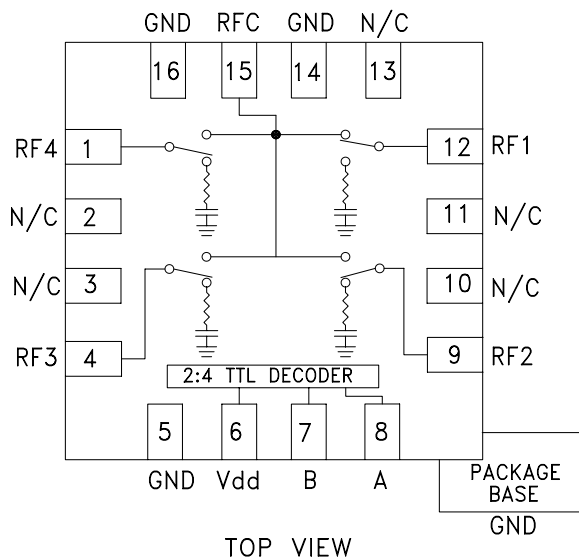 GND RFC GND N/C
16 15 14 13
RF4 1 12 RF1
N/C 2 11 N/C
N/C 3 10 N/C
RF3 4 9 RF2
2:4 TTL DECODER
5 6 7 8
GND Vdd B A
PACKAGE
BASE
GND
TOP VIEW